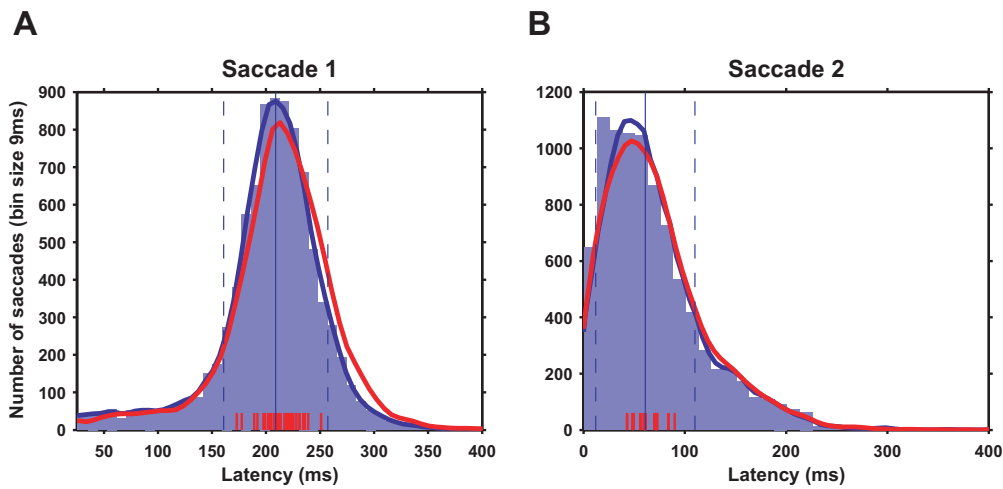 A
Saccade 1
Number of saccades (bin size 9ms)
900
800
700
600
500
400
300
200
100
0
50 100 150 200 250 300 350 400
Latency (ms)
B
Saccade 2
1200
1000
800
600
400
200
0
0 100 200 300 400
Latency (ms)